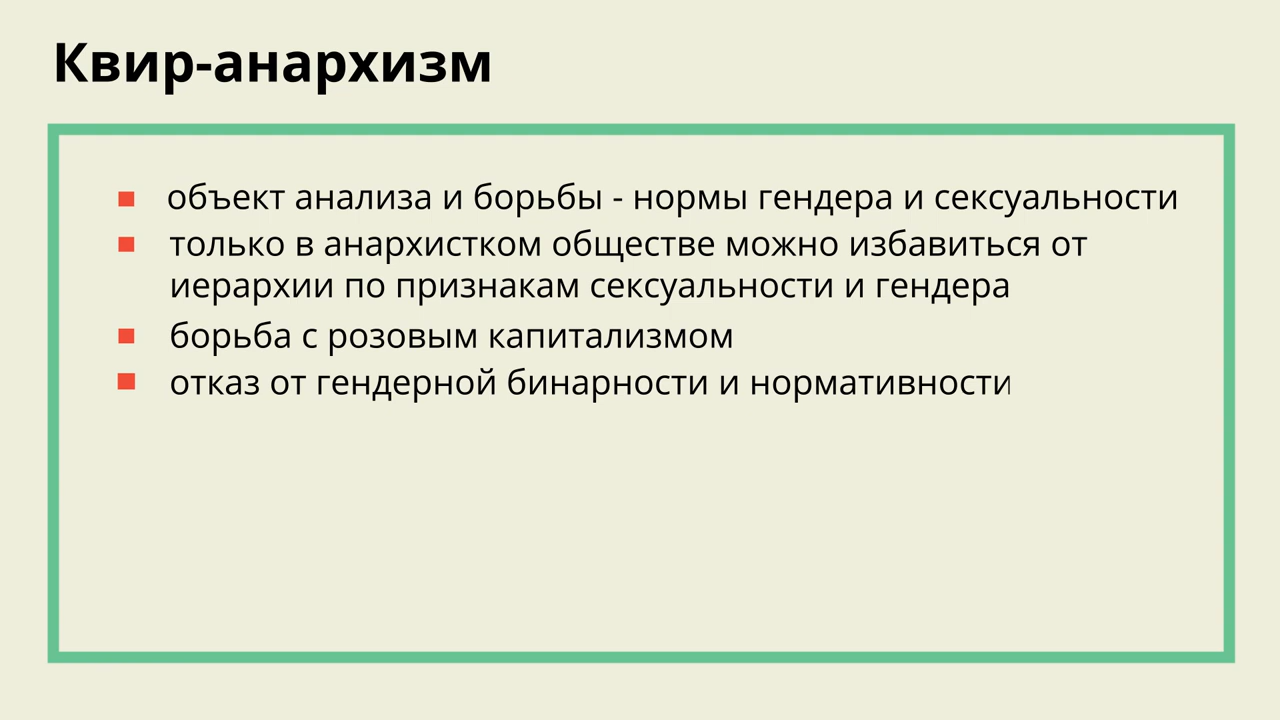 Квир-анархизм
объект анализа и борьбы - нормы гендера и сексуальности
только в анархистком обществе можно избавиться от
иерархии по признакам сексуальности и гендера
борьба с розовым капитализмом
отказ от гендерной бинарности и нормативности